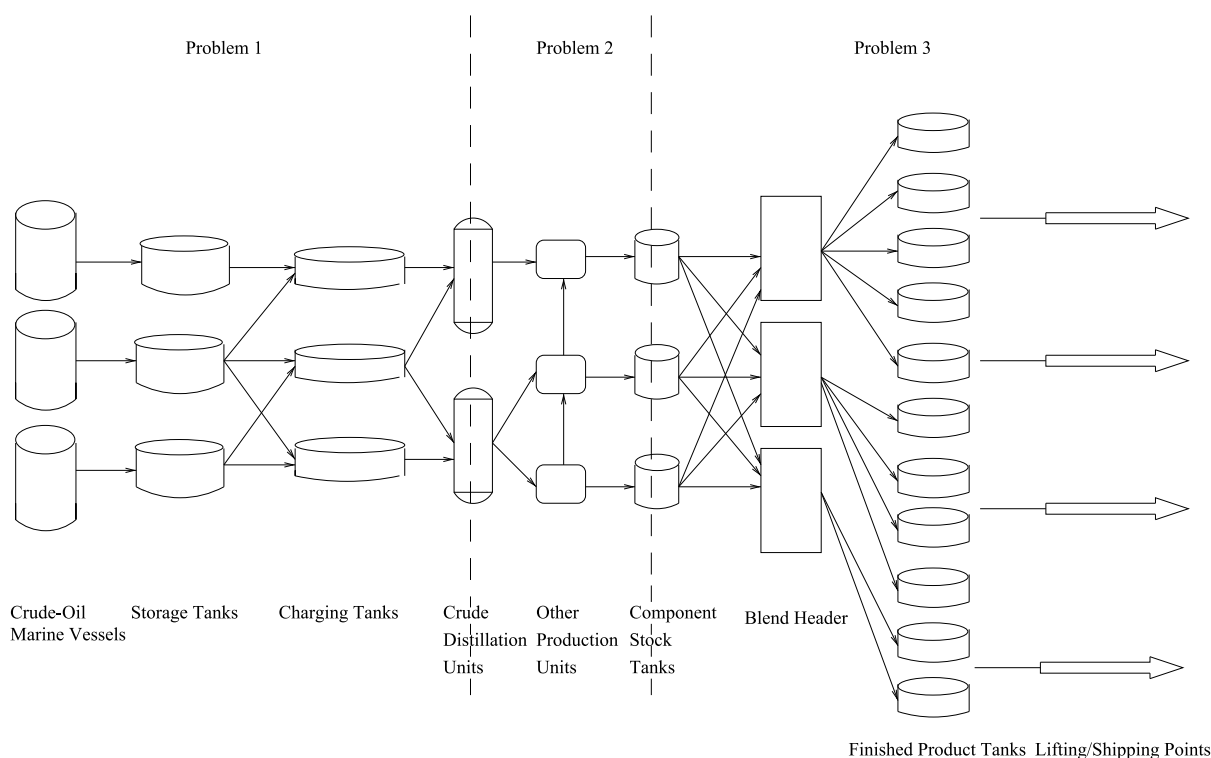 Problem 1
Problem 2
Problem 3
Crude-Oil
Marine Vessels
Storage Tanks
Charging Tanks
Crude
Distillation
Units
Other
Production
Units
Component
Stock
Tanks
Blend Header
Finished Product Tanks
Lifting/Shipping Points